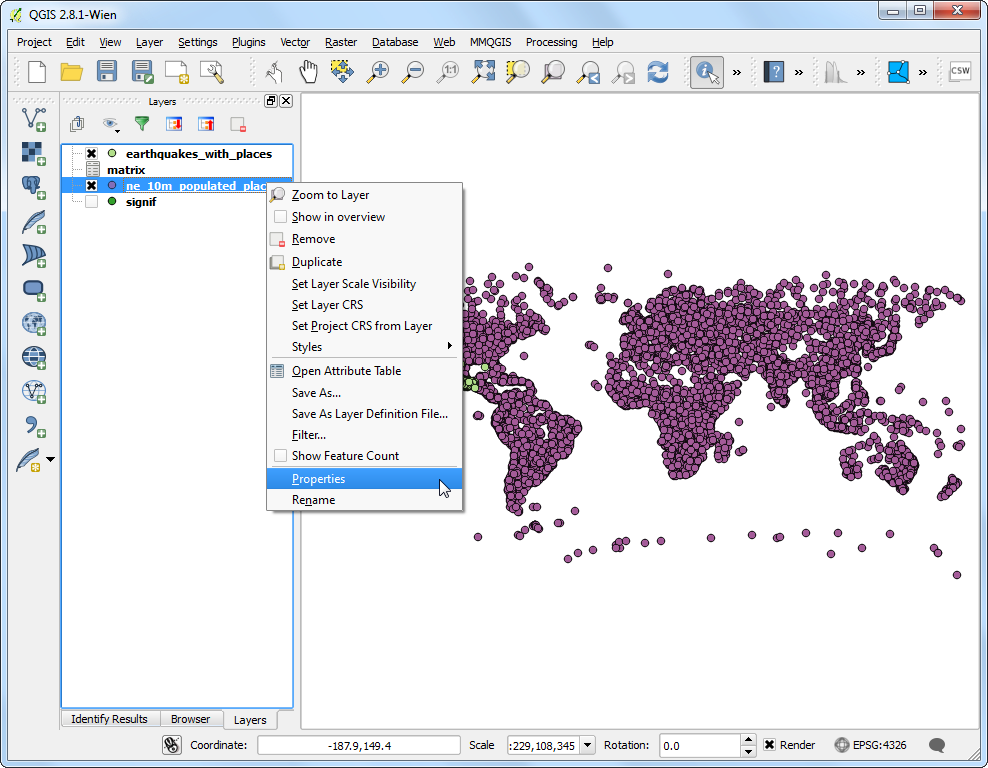 QGIS 2.8.1-Wien
Project Edit View Layer Settings Plugins Vector Raster Database Web MMQGIS Processing Help
1:1 ? CSW
Layers
earthquakes_with_places
matrix
ne_10m_populated_plac
signif
Zoom to Layer
Show in overview
Remove
Duplicate
Set Layer Scale Visibility
Set Layer CRS
Set Project CRS from Layer
Styles
Open Attribute Table
Save As...
Save As Layer Definition File...
Filter...
Show Feature Count
Properties
Rename
Identify Results Browser Layers
Coordinate: -187.9,149.4 Scale :229,108,345 Rotation: 0.0 Render EPSG:4326